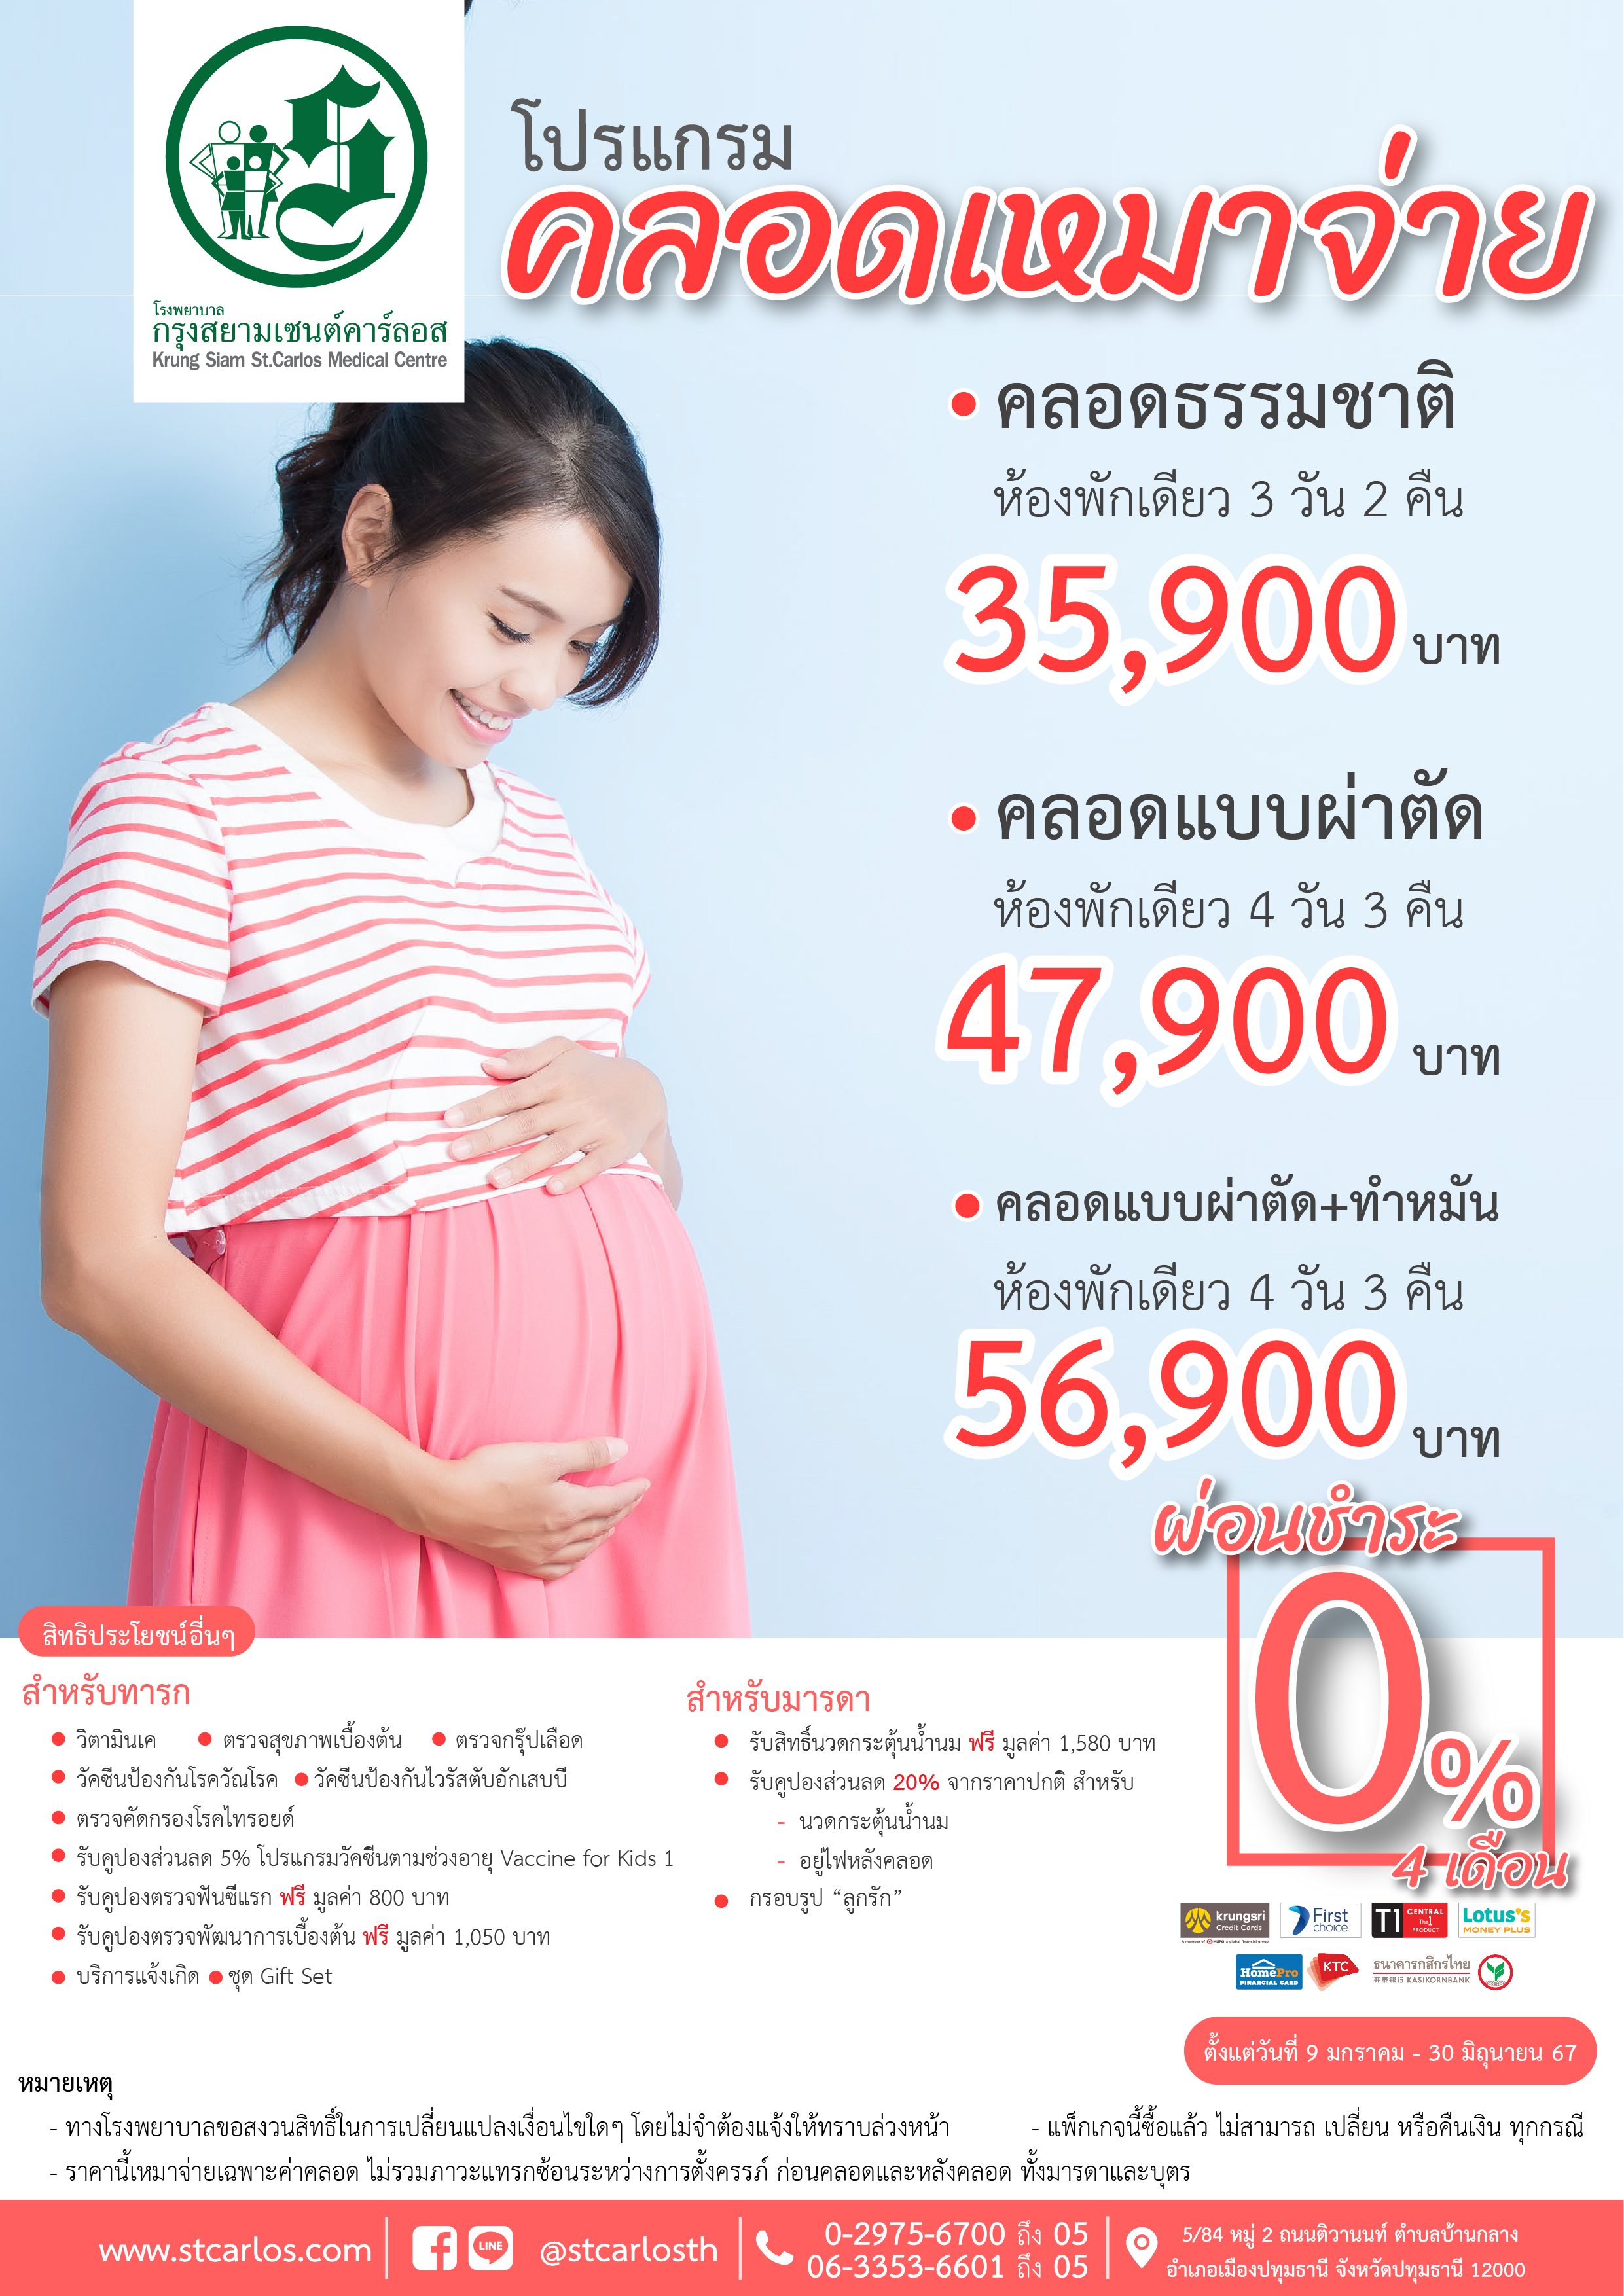 โรงพยาบาล
กรุงสยามเซนต์คาร์ลอส
Krung Siam St.Carlos Medical Centre
โปรแกรม
คลอดเหมาจ่าย
• คลอดธรรมชาติ
ห้องพักเดียว 3 วัน 2 คืน
35,900 บาท
• คลอดแบบผ่าตัด
ห้องพักเดียว 4 วัน 3 คืน
47,900 บาท
• คลอดแบบผ่าตัด+ทำหมัน
ห้องพักเดียว 4 วัน 3 คืน
56,900 บาท
ผ่อนชำระ
0%
4 เดือน
krungsri
Credit Cards
First
choice
T1 CENTRAL
The1
PRODUCT
Lotus's
MONEY PLUS
HomePro
FINANCIAL CARD
KTC
ธนาคารกสิกรไทย
开泰银行 KASIKORNBANK
ตั้งแต่วันที่ 9 มกราคม - 30 มิถุนายน 67
สิทธิประโยชน์อื่นๆ
สำหรับทารก
• วิตามินเค • ตรวจสุขภาพเบื้องต้น • ตรวจกรุ๊ปเลือด
• วัคซีนป้องกันโรควัณโรค • วัคซีนป้องกันไวรัสตับอักเสบบี
• ตรวจคัดกรองโรคไทรอยด์
• รับคูปองส่วนลด 5% โปรแกรมวัคซีนตามช่วงอายุ Vaccine for Kids 1
• รับคูปองตรวจฟันซี่แรก ฟรี มูลค่า 800 บาท
• รับคูปองตรวจพัฒนาการเบื้องต้น ฟรี มูลค่า 1,050 บาท
• บริการแจ้งเกิด • ชุด Gift Set
สำหรับมารดา
• รับสิทธิ์นวดกระตุ้นน้ำนม ฟรี มูลค่า 1,580 บาท
• รับคูปองส่วนลด 20% จากราคาปกติ สำหรับ
- นวดกระตุ้นน้ำนม
- อยู่ไฟหลังคลอด
• กรอบรูป “ลูกรัก”
หมายเหตุ
- ทางโรงพยาบาลขอสงวนสิทธิ์ในการเปลี่ยนแปลงเงื่อนไขใดๆ โดยไม่จำต้องแจ้งให้ทราบล่วงหน้า - แพ็กเกจนี้ซื้อแล้ว ไม่สามารถ เปลี่ยน หรือคืนเงิน ทุกกรณี
- ราคานี้เหมาจ่ายเฉพาะค่าคลอด ไม่รวมภาวะแทรกซ้อนระหว่างการตั้งครรภ์ ก่อนคลอดและหลังคลอด ทั้งมารดาและบุตร
www.stcarlos.com
LINE
@stcarlosth
0-2975-6700 ถึง 05
06-3353-6601 ถึง 05
5/84 หมู่ 2 ถนนติวานนท์ ตำบลบ้านกลาง
อำเภอเมืองปทุมธานี จังหวัดปทุมธานี 12000